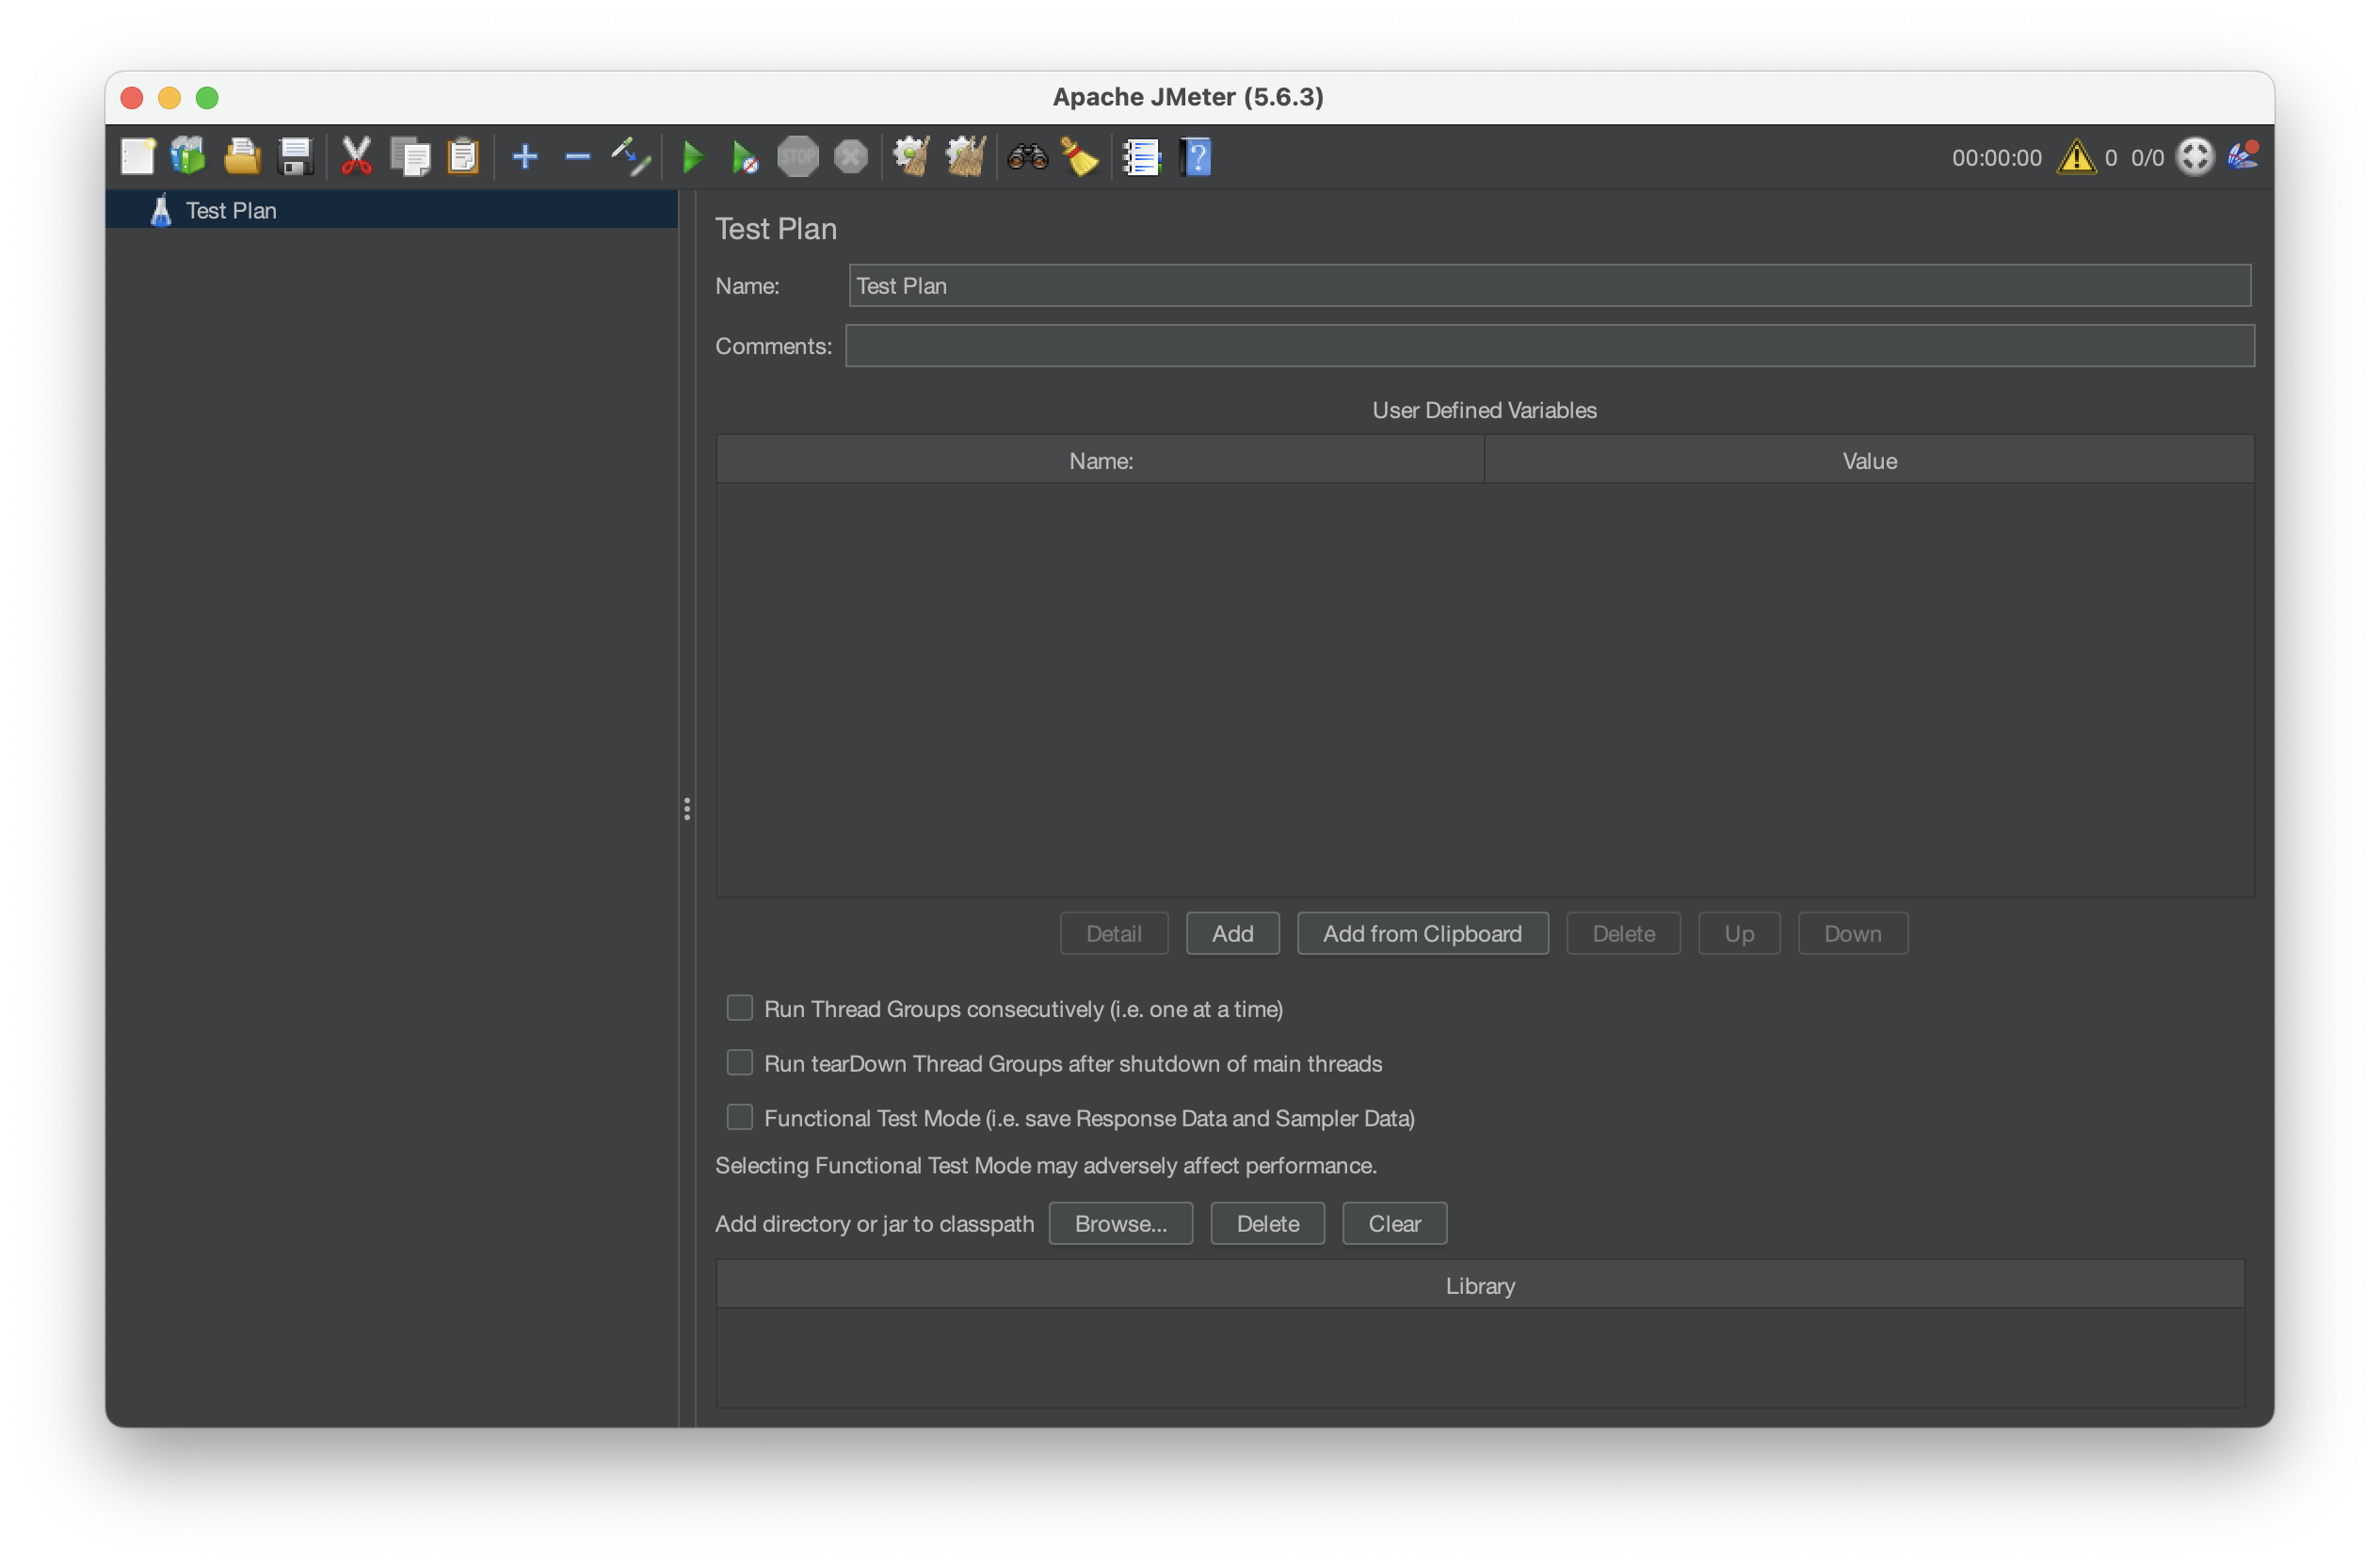 Apache JMeter (5.6.3)
STOP
00:00:00 0 0/0
Test Plan
Test Plan
Name: Test Plan
Comments:
User Defined Variables
Name: Value
Detail Add Add from Clipboard Delete Up Down
Run Thread Groups consecutively (i.e. one at a time)
Run tearDown Thread Groups after shutdown of main threads
Functional Test Mode (i.e. save Response Data and Sampler Data)
Selecting Functional Test Mode may adversely affect performance.
Add directory or jar to classpath Browse... Delete Clear
Library